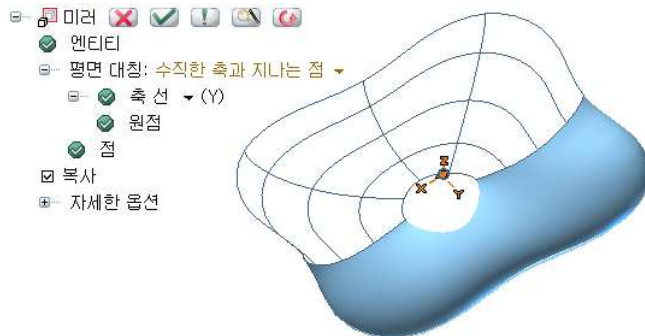 미러
엔티티
평면 대칭: 수직한 축과 지나는 점
축 선 (Y)
원점
점
복사
자세한 옵션
Z
X
Y